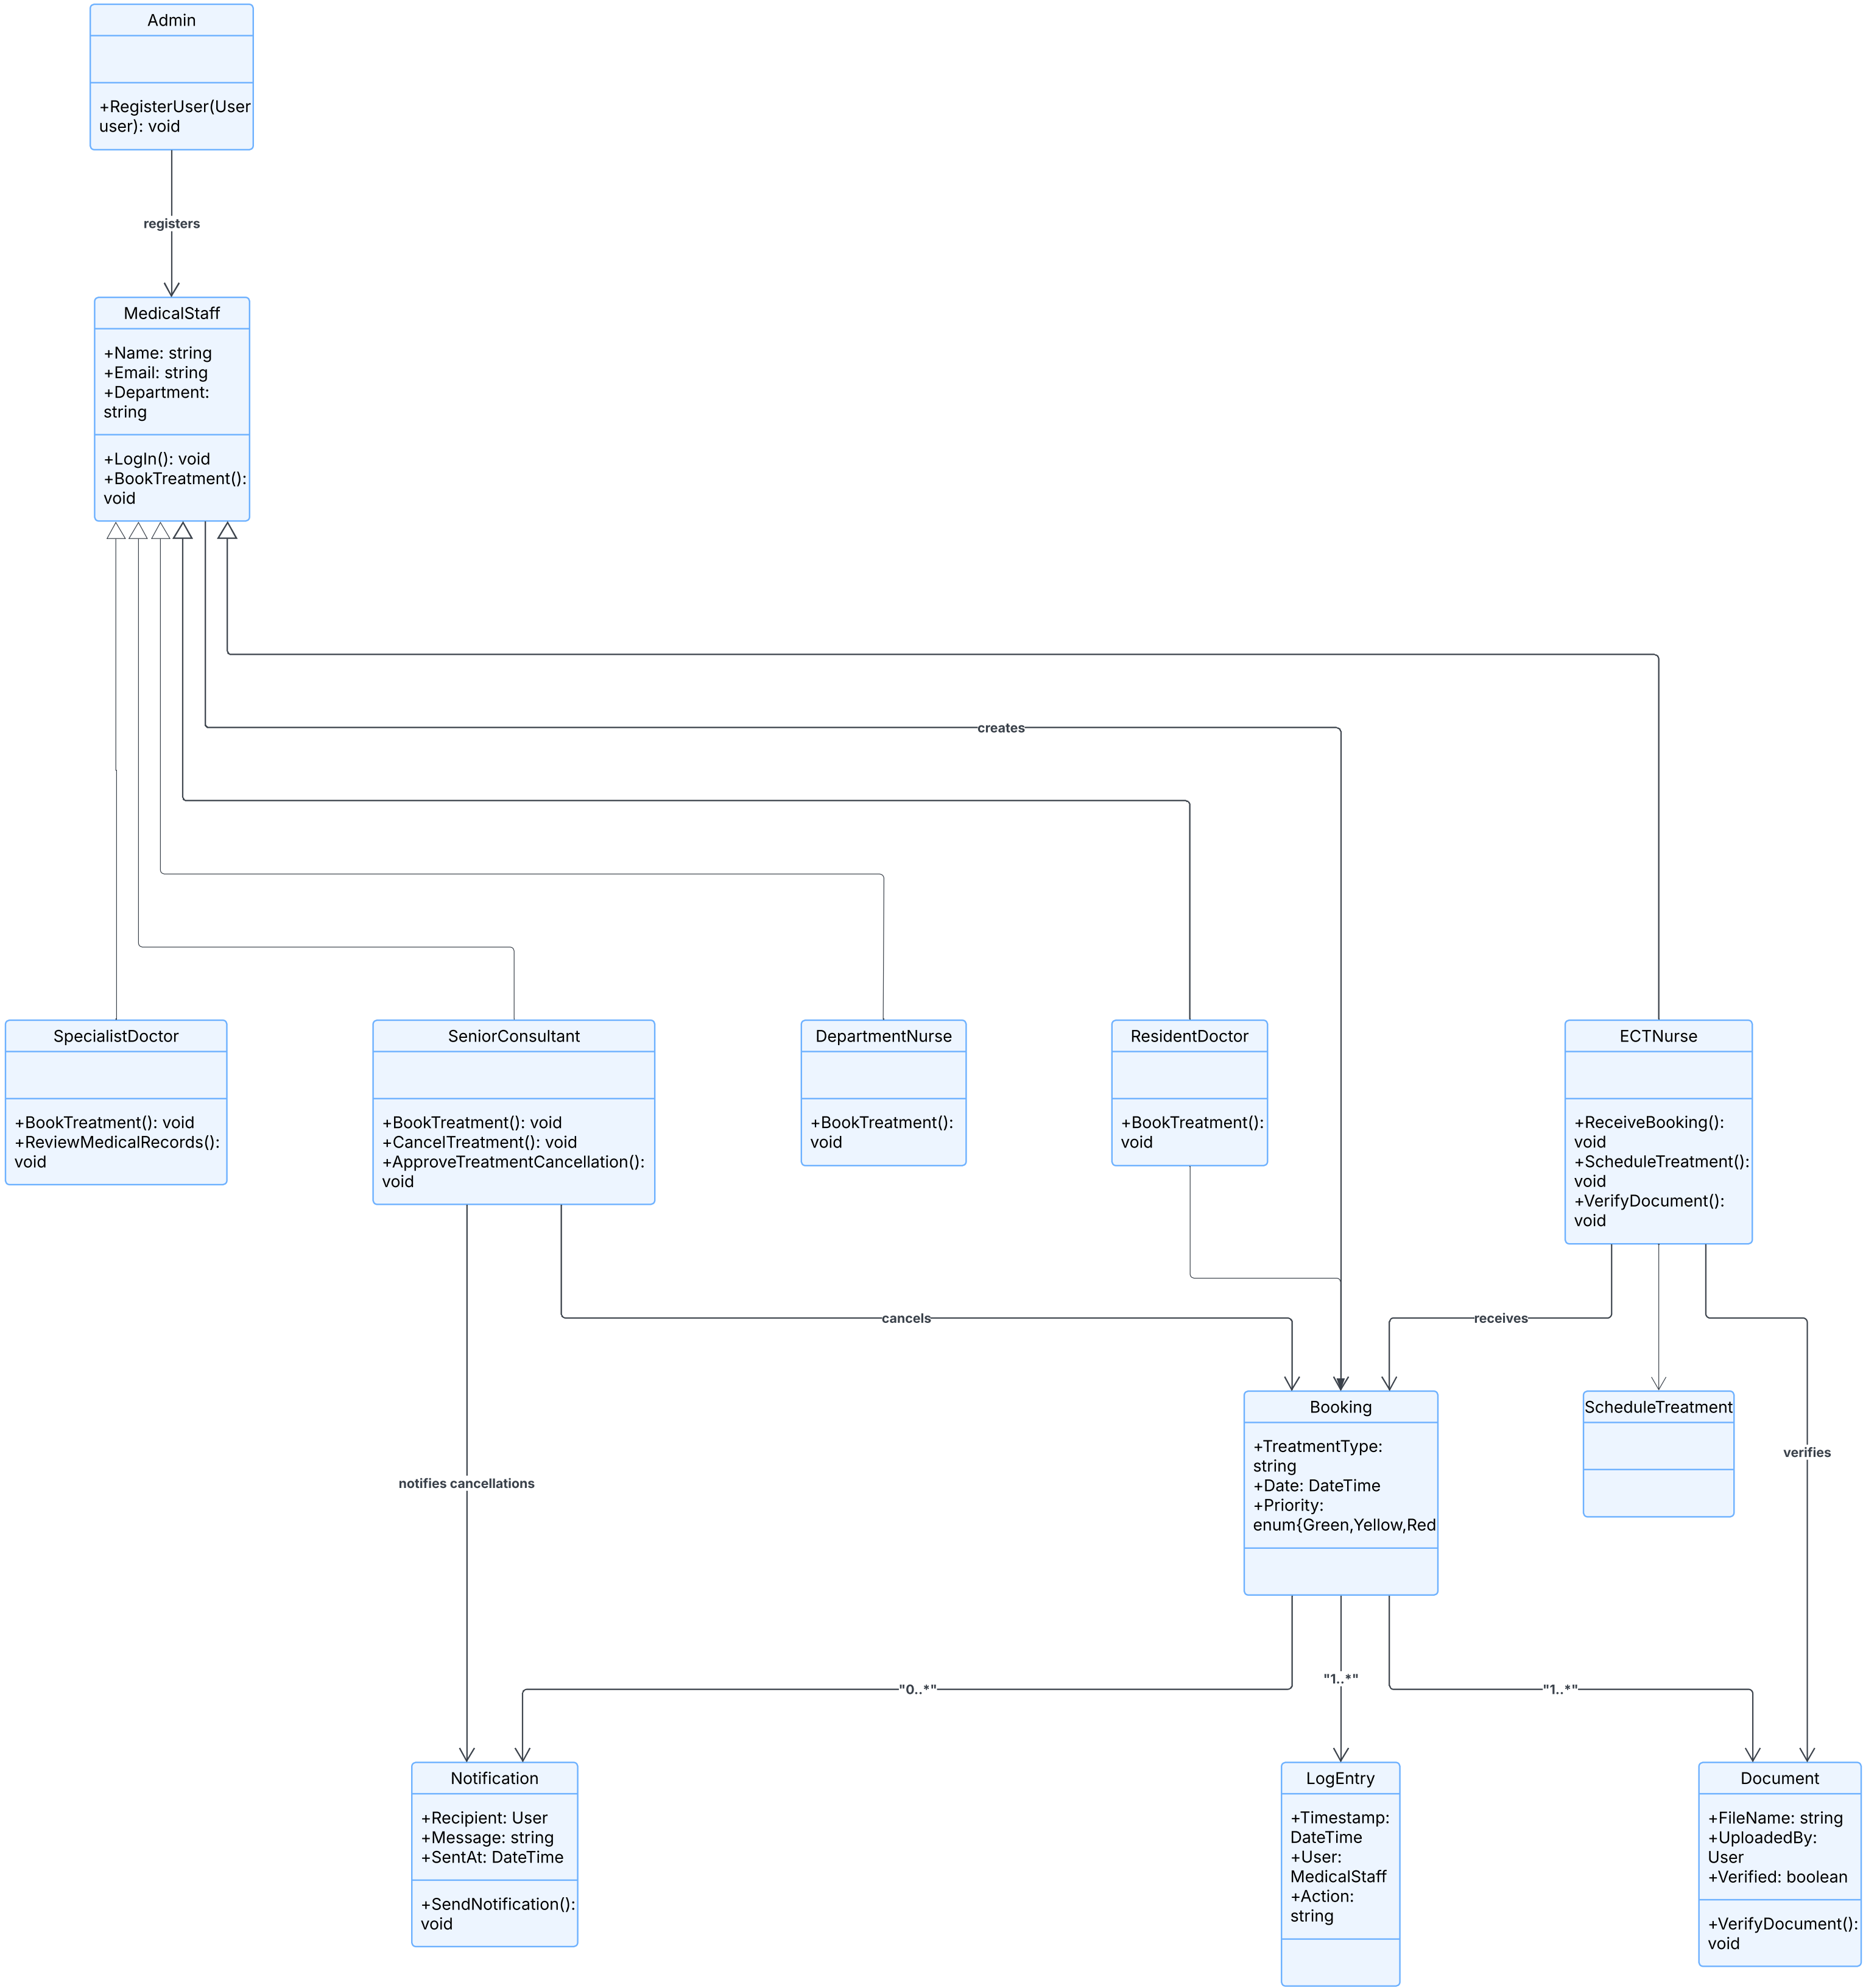 Admin
+RegisterUser(User
user): void
registers
MedicalStaff
+Name: string
+Email: string
+Department:
string
+LogIn(): void
+BookTreatment():
void
creates
SpecialistDoctor
+BookTreatment(): void
+ReviewMedicalRecords():
void
SeniorConsultant
+BookTreatment(): void
+CancelTreatment(): void
+ApproveTreatmentCancellation():
void
DepartmentNurse
+BookTreatment():
void
ResidentDoctor
+BookTreatment():
void
ECTNurse
+ReceiveBooking():
void
+ScheduleTreatment():
void
+VerifyDocument():
void
cancels
receives
Booking
+TreatmentType:
string
+Date: DateTime
+Priority:
enum{Green,Yellow,Red
ScheduleTreatment
verifies
notifies cancellations
"0..*"
"1..*"
"1..*"
Notification
+Recipient: User
+Message: string
+SentAt: DateTime
+SendNotification():
void
LogEntry
+Timestamp:
DateTime
+User:
MedicalStaff
+Action:
string
Document
+FileName: string
+UploadedBy:
User
+Verified: boolean
+VerifyDocument():
void